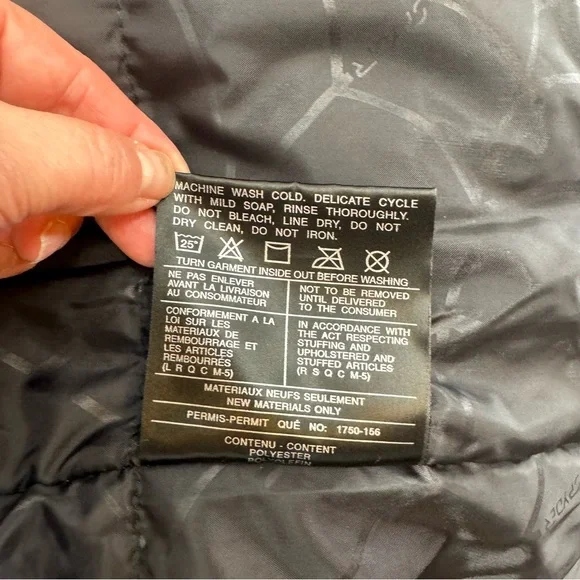 MACHINE WASH COLD. DELICATE CYCLE
WITH MILD SOAP, RINSE THOROUGHLY.
DO NOT BLEACH, LINE DRY, DO NOT
DRY CLEAN, DO NOT IRON.
25°
TURN GARMENT INSIDE OUT BEFORE WASHING
NE PAS ENLEVER
AVANT LA LIVRAISON
AU CONSOMMATEUR
NOT TO BE REMOVED
UNTIL DELIVERED
TO THE CONSUMER
CONFORMEMENT A LA
LOI SUR LES
MATERIAUX DE
REMBOURRAGE ET
LES ARTICLES
REMBOURRÉS
(L R Q C M-5)
IN ACCORDANCE WITH
THE ACT RESPECTING
STUFFING AND
UPHOLSTERED AND
STUFFED ARTICLES
(R S Q C M-5)
MATERIAUX NEUFS SEULEMENT
NEW MATERIALS ONLY
PERMIS-PERMIT QUÉ NO: 1750-156
CONTENU - CONTENT
POLYESTER
POLYOLEFIN